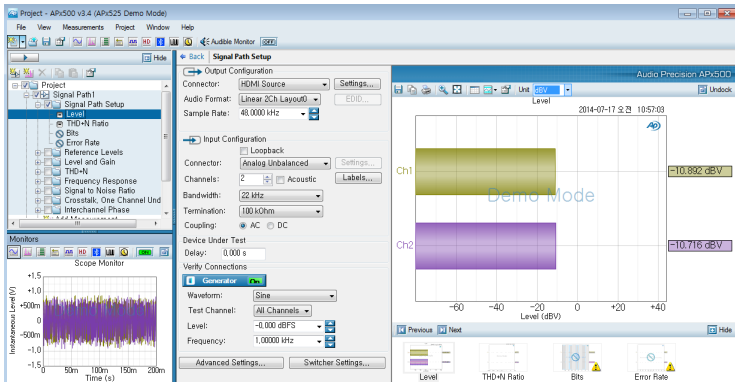 Project - APx500 v3.4 (APx525 Demo Mode)
File View Measurements Project Window Help
HD Audible Monitor OFF
Hide
Project
Signal Path1
Signal Path Setup
Level
THD+N Ratio
Bits
Error Rate
Reference Levels
Level and Gain
THD+N
Frequency Response
Signal to Noise Ratio
Crosstalk, One Channel Und
Interchannel Phase
Add Measurement
Monitors
HD
Scope Monitor
Instantaneous Level (V)
+1,5
+1,0
+500m
0
-500m
-1,0
-1,5
0 50m 100m 150m 200m
Time (s)
Back Signal Path Setup
Output Configuration
Connector: HDMI Source Settings...
Audio Format: Linear 2Ch Layout0 EDID...
Sample Rate: 48,0000 kHz
Input Configuration
Loopback
Connector: Analog Unbalanced Settings...
Channels: 2 Acoustic Labels...
Bandwidth: 22 kHz
Termination: 100 kOhm
Coupling: AC DC
Device Under Test
Delay: 0,000 s
Verify Connections
Generator On
Waveform: Sine
Test Channel: All Channels
Level: -0,000 dBFS
Frequency: 1,00000 kHz
Advanced Settings... Switcher Settings...
Audio Precision APx500
Unit dBV Undock
Level
2014-07-17 오전 10:57:03
AP
Ch1 -10.892 dBV
Demo Mode
Ch2 -10.716 dBV
-60 -40 -20 0 +20 +40
Level (dBV)
Previous Next Hide
Level THD+N Ratio Bits Error Rate